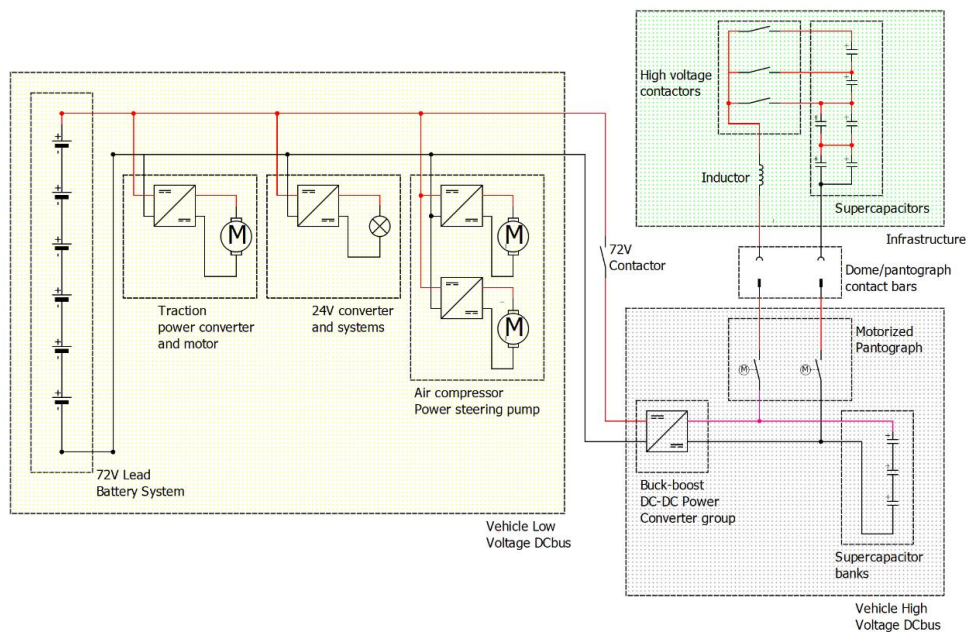 High voltage
contactors
Inductor
Supercapacitors
Infrastructure
72V
Contactor
Dome/pantograph
contact bars
M
M
M
M
Traction
power converter
and motor
24V converter
and systems
Air compressor
Power steering pump
Motorized
Pantograph
M
M
72V Lead
Battery System
Buck-boost
DC-DC Power
Converter group
Vehicle Low
Voltage DCbus
Supercapacitor
banks
Vehicle High
Voltage DCbus